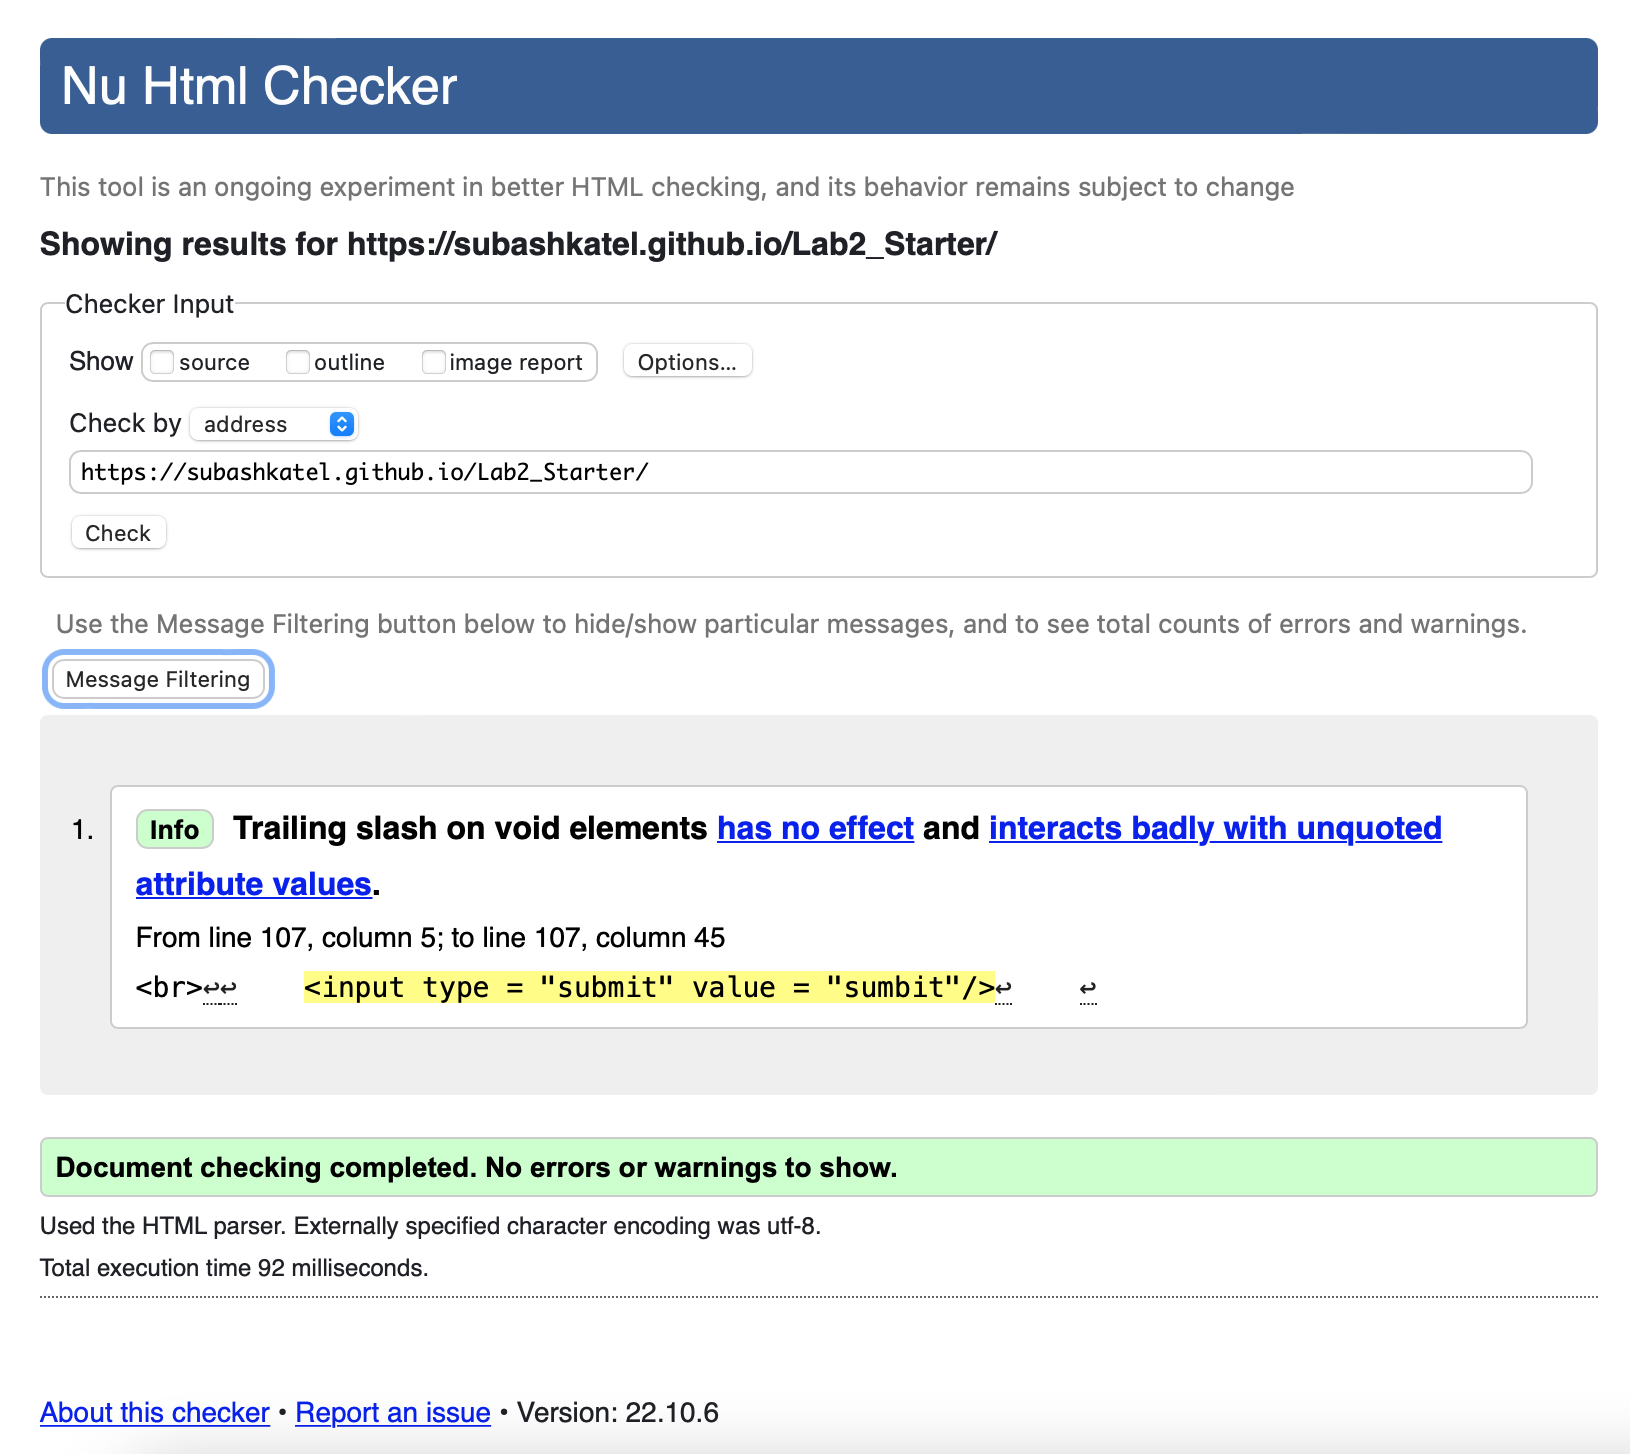 Nu Html Checker
This tool is an ongoing experiment in better HTML checking, and its behavior remains subject to change
Showing results for https://subashkatel.github.io/Lab2_Starter/
Checker Input
Show source outline image report Options...
Check by address
https://subashkatel.github.io/Lab2_Starter/
Check
Use the Message Filtering button below to hide/show particular messages, and to see total counts of errors and warnings.
Message Filtering
1. Info Trailing slash on void elements has no effect and interacts badly with unquoted
attribute values.
From line 107, column 5; to line 107, column 45
<br>↩↩    <input type = "submit" value = "sumbit"/>↩    ↩
Document checking completed. No errors or warnings to show.
Used the HTML parser. Externally specified character encoding was utf-8.
Total execution time 92 milliseconds.
About this checker • Report an issue • Version: 22.10.6